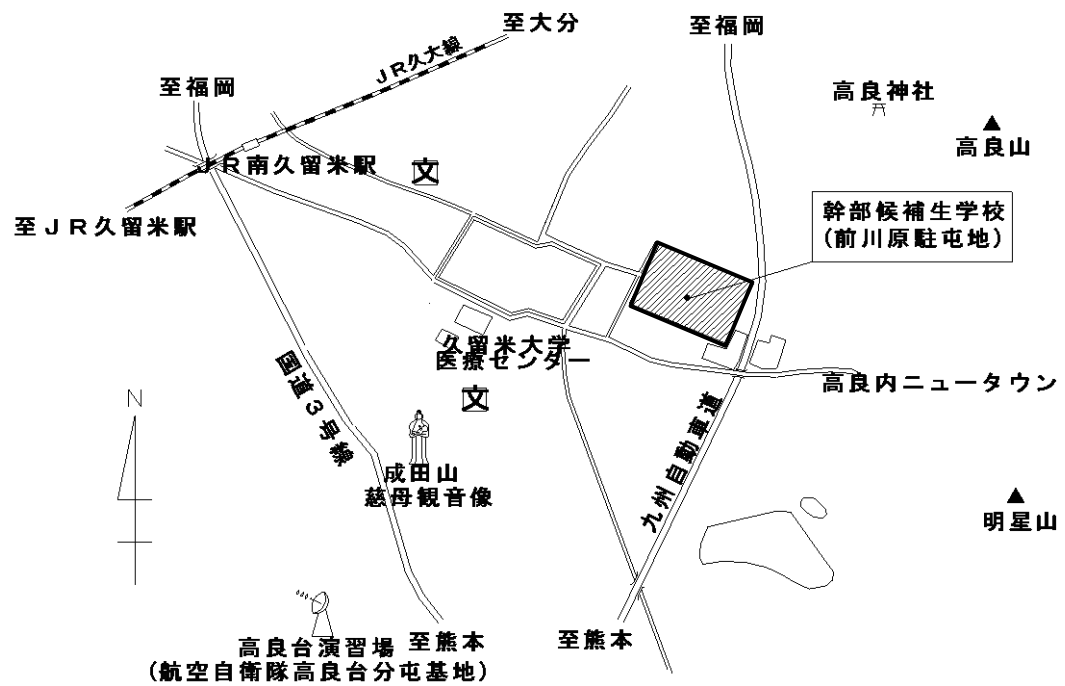 至大分
至福岡
JR久大線
至福岡
高良神社
高良山
JR南久留米駅
文
至JR久留米駅
幹部候補生学校
(前川原駐屯地)
久留米大学
医療センター
国道3号線
高良内ニュータウン
N
文
九州自動車道
成田山
慈母観音像
明星山
高良台演習場
(航空自衛隊高良台分屯基地)
至熊本
至熊本